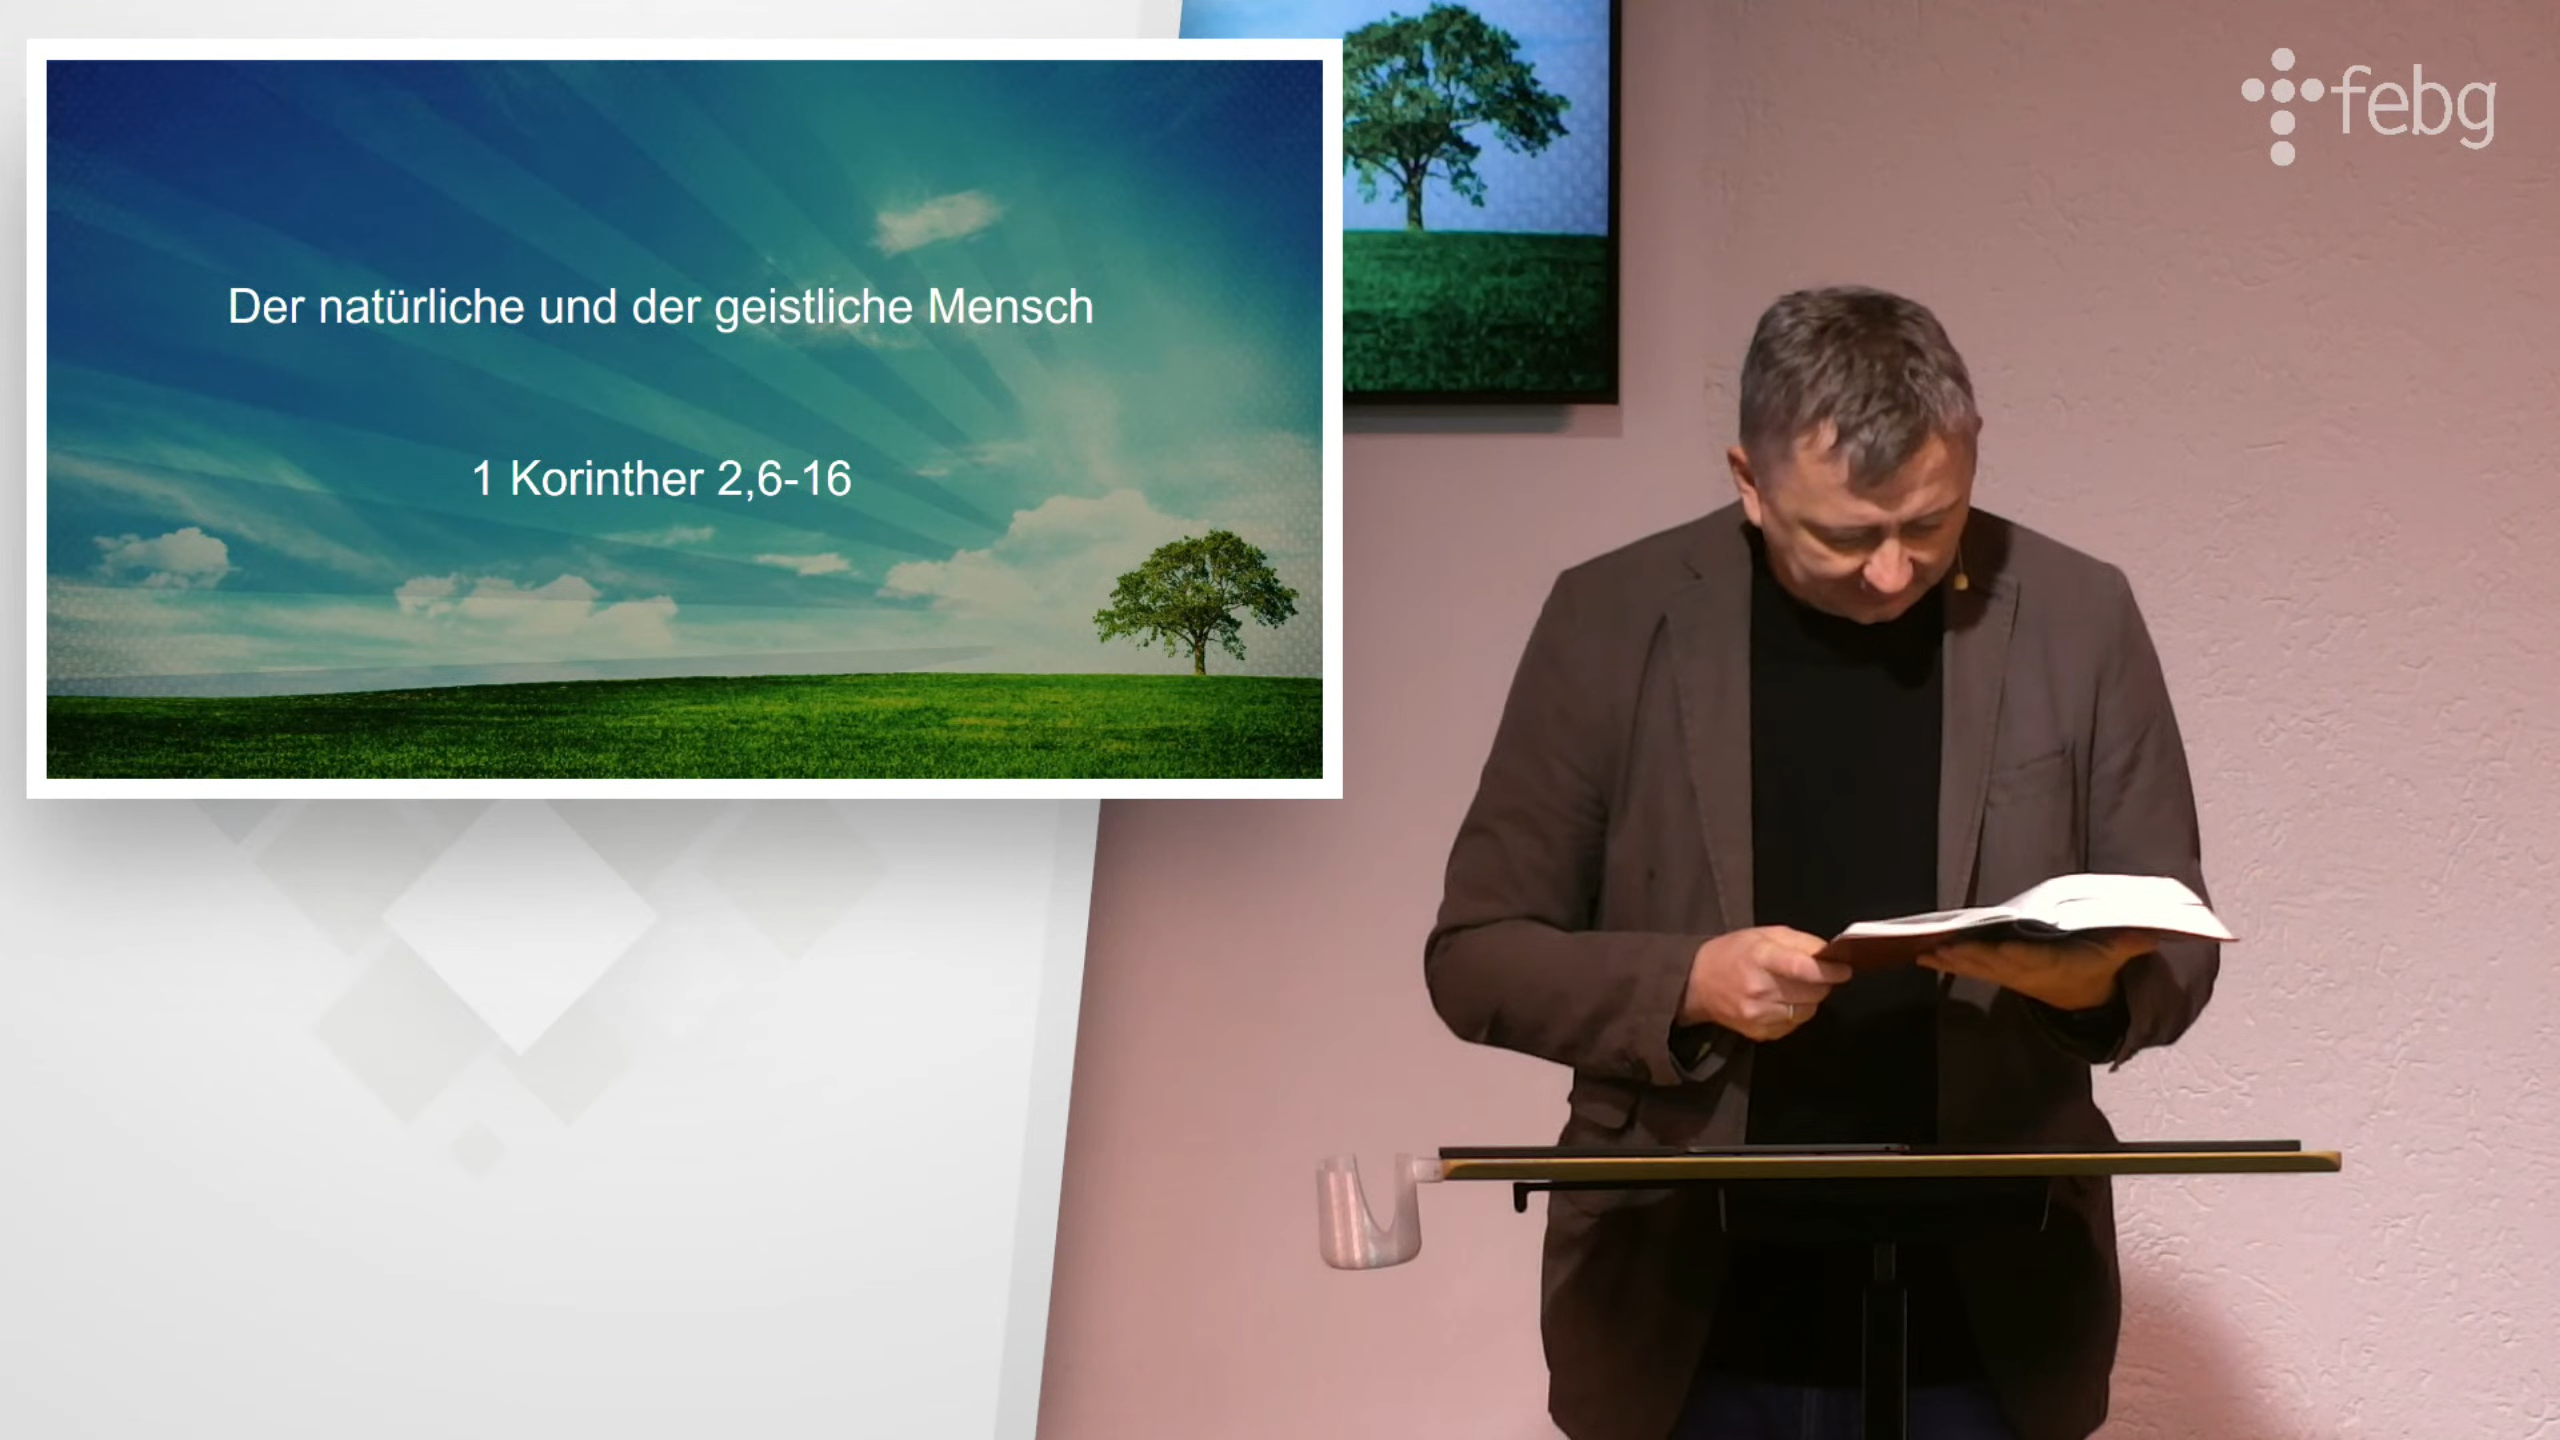 Der natürliche und der geistliche Mensch
1 Korinther 2,6-16
febg